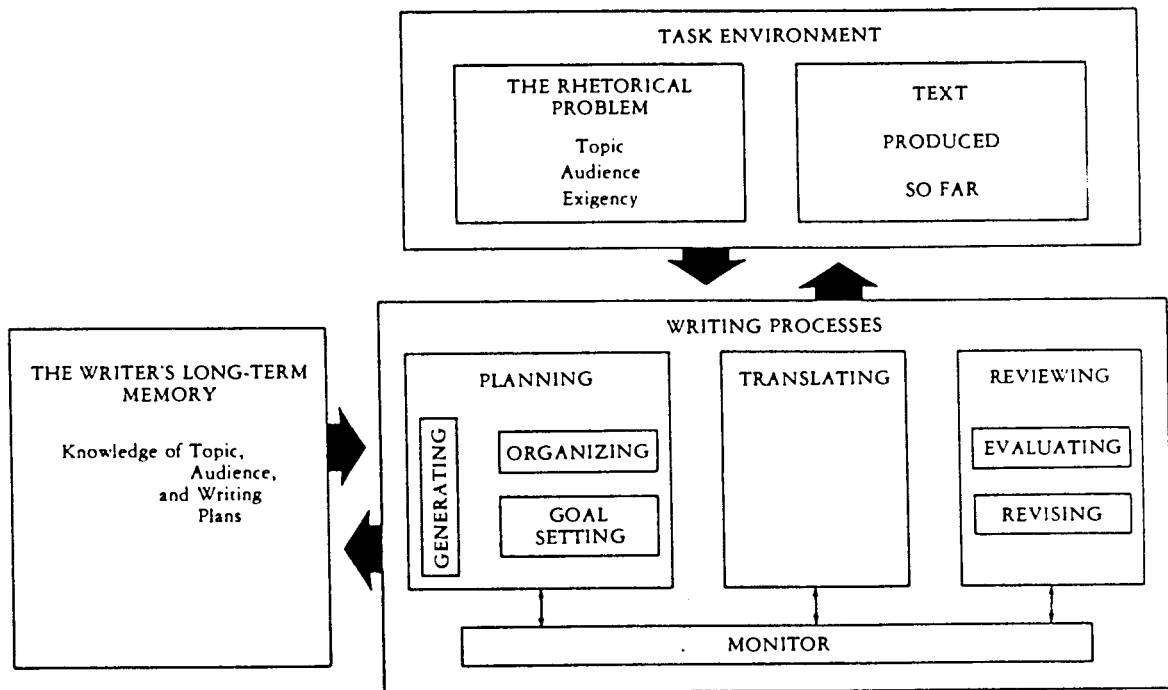 TASK ENVIRONMENT
THE RHETORICAL
PROBLEM
Topic
Audience
Exigency
TEXT
PRODUCED
SO FAR
THE WRITER'S LONG-TERM
MEMORY
Knowledge of Topic,
Audience,
and Writing
Plans
WRITING PROCESSES
PLANNING
GENERATING
ORGANIZING
GOAL
SETTING
TRANSLATING
REVIEWING
EVALUATING
REVISING
MONITOR